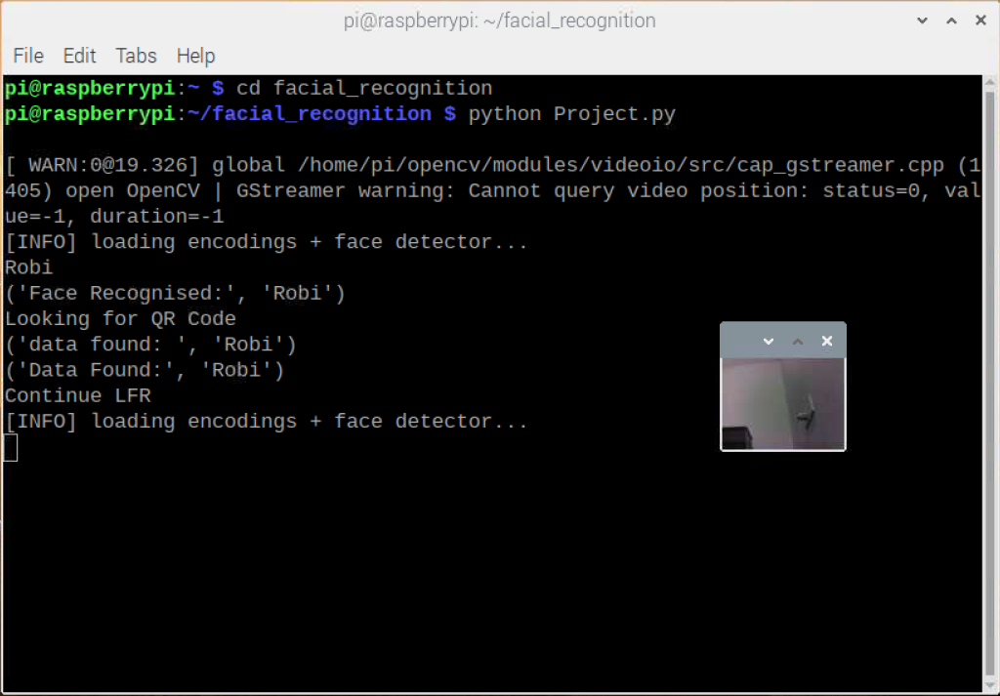 pi@raspberrypi: ~/facial_recognition
File Edit Tabs Help
pi@raspberrypi:~ $ cd facial_recognition
pi@raspberrypi:~/facial_recognition $ python Project.py
[ WARN:0@19.326] global /home/pi/opencv/modules/videoio/src/cap_gstreamer.cpp (1
405) open OpenCV | GStreamer warning: Cannot query video position: status=0, val
ue=-1, duration=-1
[INFO] loading encodings + face detector...
Robi
('Face Recognised:', 'Robi')
Looking for QR Code
('data found: ', 'Robi')
('Data Found:', 'Robi')
Continue LFR
[INFO] loading encodings + face detector...